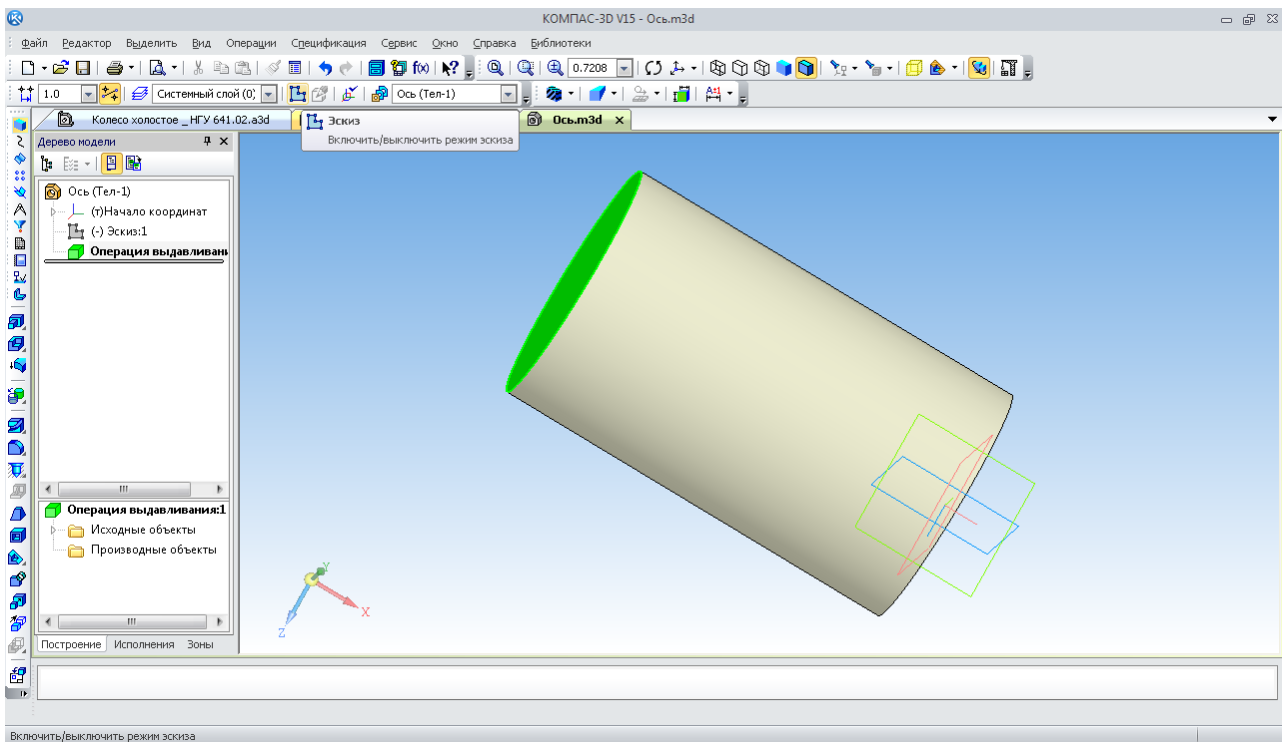 КОМПАС-3D V15 - Ось.m3d
Файл Редактор Выделить Вид Операции Спецификация Сервис Окно Справка Библиотеки
f(x) 0.7208
1.0 Системный слой (0; Ось (Тел-1)
Колесо холостое _ НГУ 641.02.a3d Ось.m3d
Эскиз
Включить/выключить режим эскиза
Дерево модели
Ось (Тел-1)
(т)Начало координат
(-) Эскиз:1
Операция выдавливан
Операция выдавливания:1
Исходные объекты
Производные объекты
Построение Исполнения Зоны
Y
X
Z
Включить/выключить режим эскиза